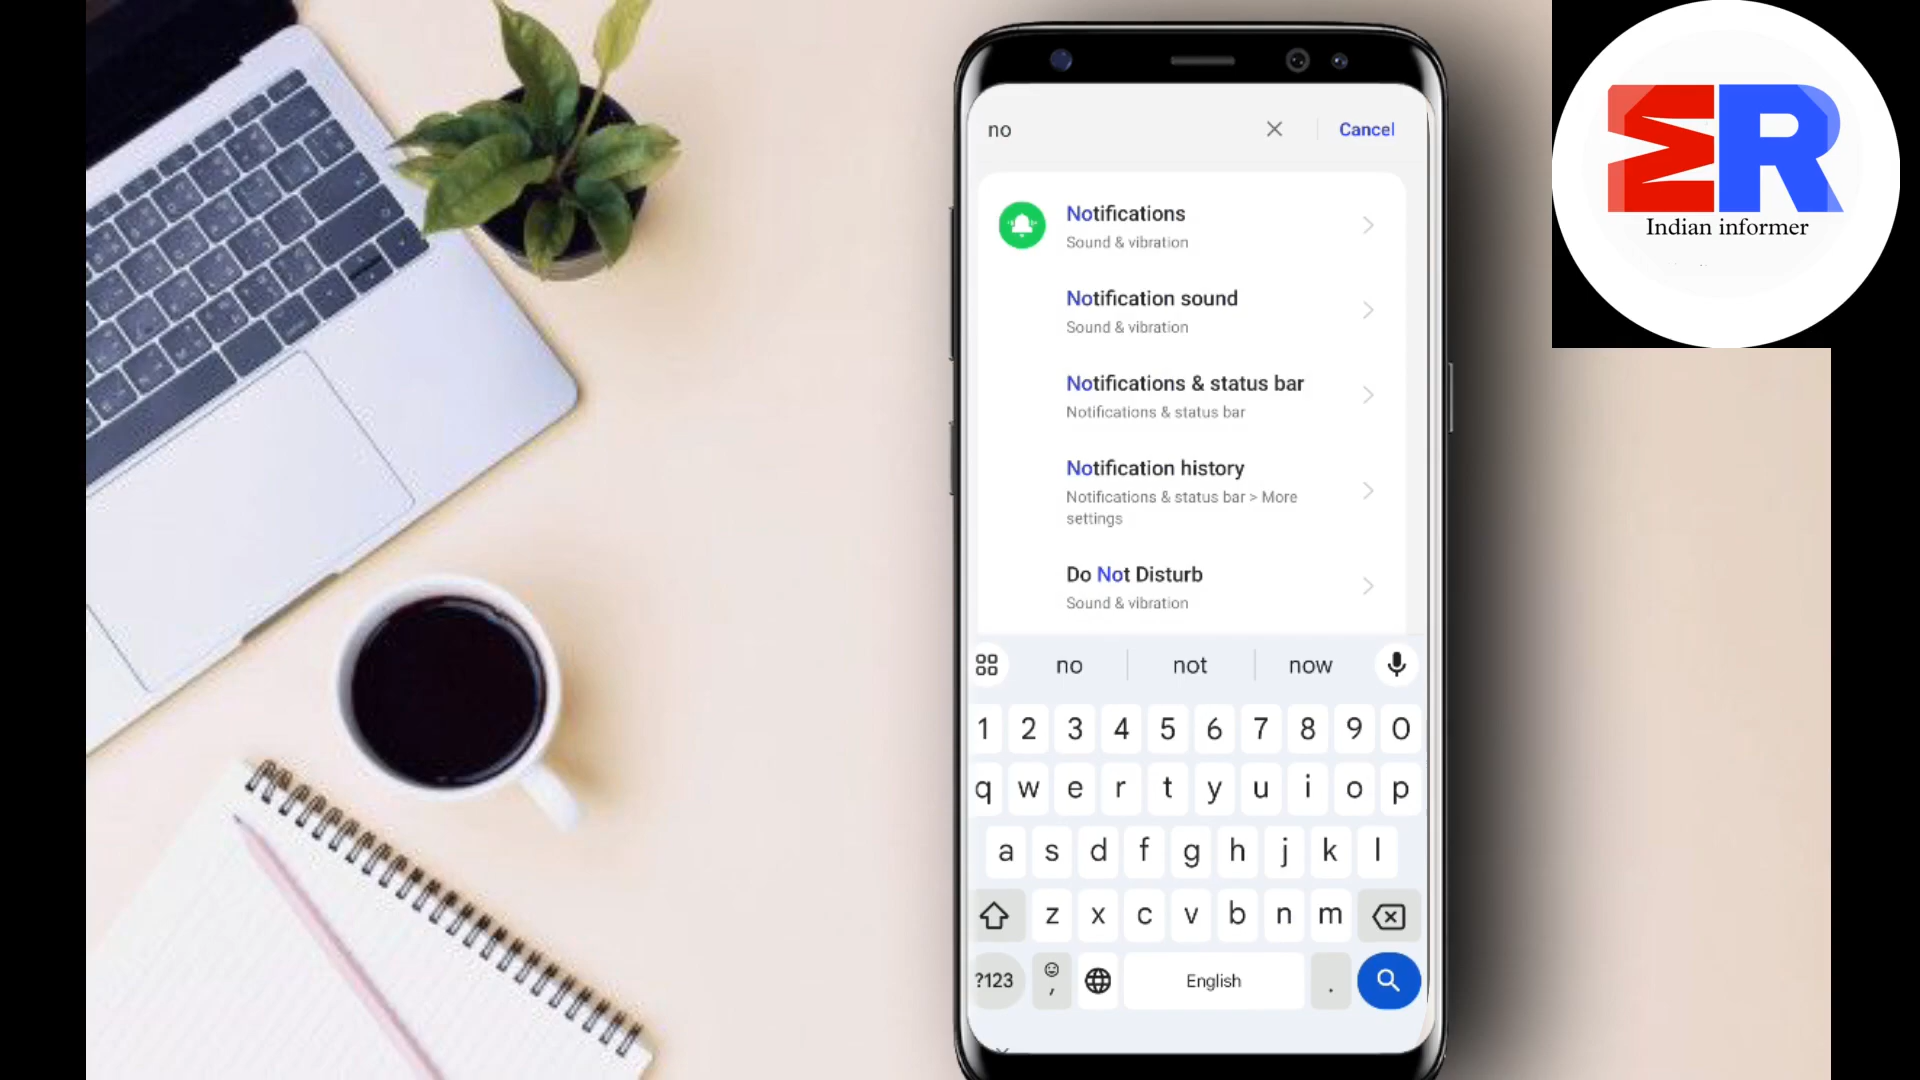 no
Cancel
Notifications
Sound & vibration
Notification sound
Sound & vibration
Notifications & status bar
Notifications & status bar
Notification history
Notifications & status bar > More
settings
Do Not Disturb
Sound & vibration
no not now
1 2 3 4 5 6 7 8 9 0
q w e r t y u i o p
a s d f g h j k l
z x c v b n m
?123 , English .
R
Indian informer